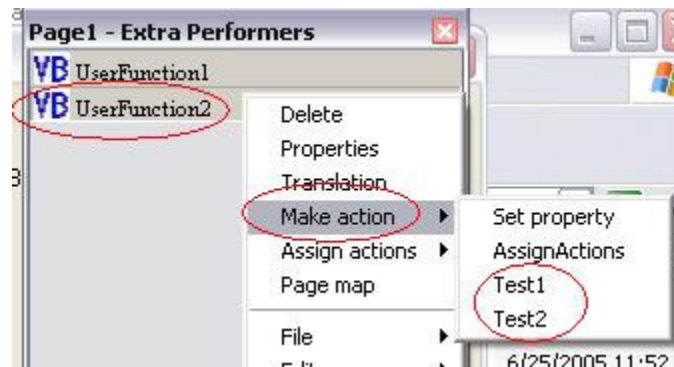 Page1 - Extra Performers
VB UserFunction1
VB UserFunction2
Delete
Properties
Translation
Make action
Assign actions
Page map
File
Set property
AssignActions
Test1
Test2
6/25/2005 11:52